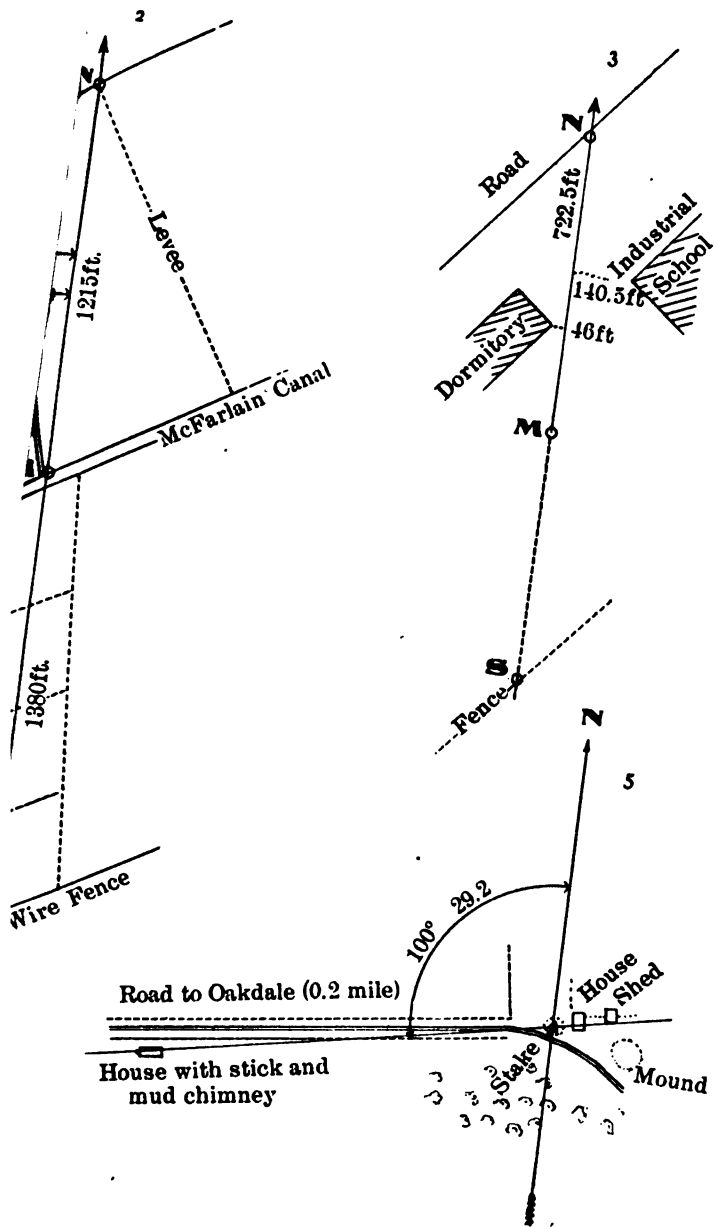 2
N
Levee
1215ft.
McFarlain Canal
1380ft.
Wire Fence
3
N
Road
722.5ft
Industrial
School
140.5ft
46ft
Dormitory
M
S
Fence
N
5
100° 29.2
Road to Oakdale (0.2 mile)
House
Shed
House with stick and
mud chimney
Stake
Mound